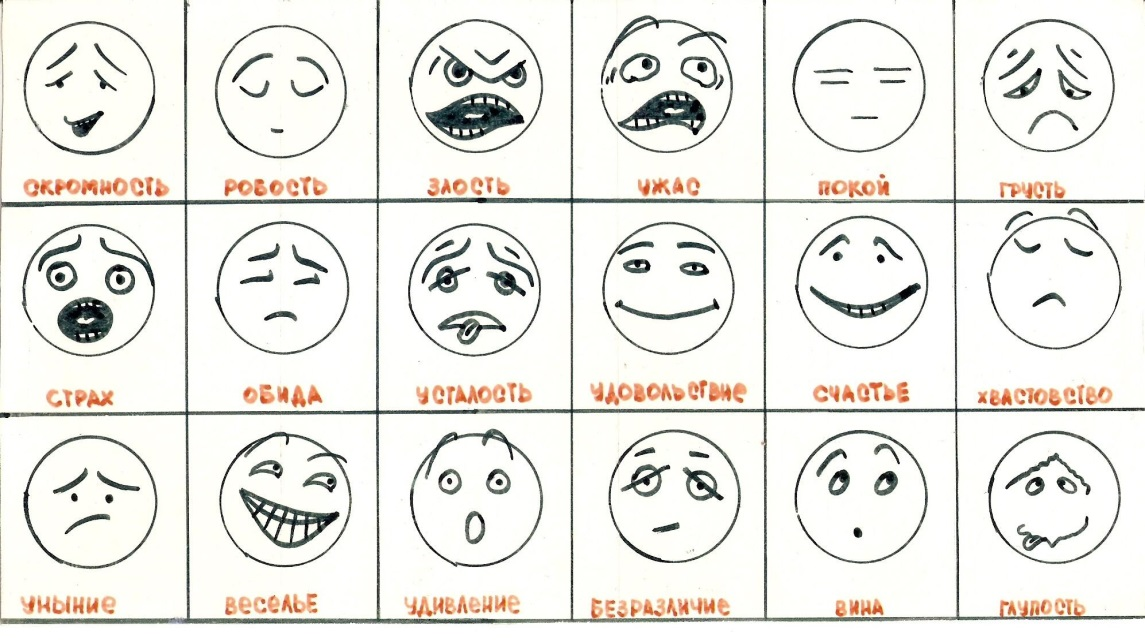 СКРОМНОСТЬ РОБОСТЬ ЗЛОСТЬ УЖАС ПОКОЙ ГРУСТЬ
СТРАХ ОБИДА УСТАЛОСТЬ УДОВОЛЬСТВИЕ СЧАСТЬЕ ХВАСТОВСТВО
УНЫНИЕ ВЕСЕЛЬЕ УДИВЛЕНИЕ БЕЗРАЗЛИЧИЕ ВИНА ГЛУПОСТЬ